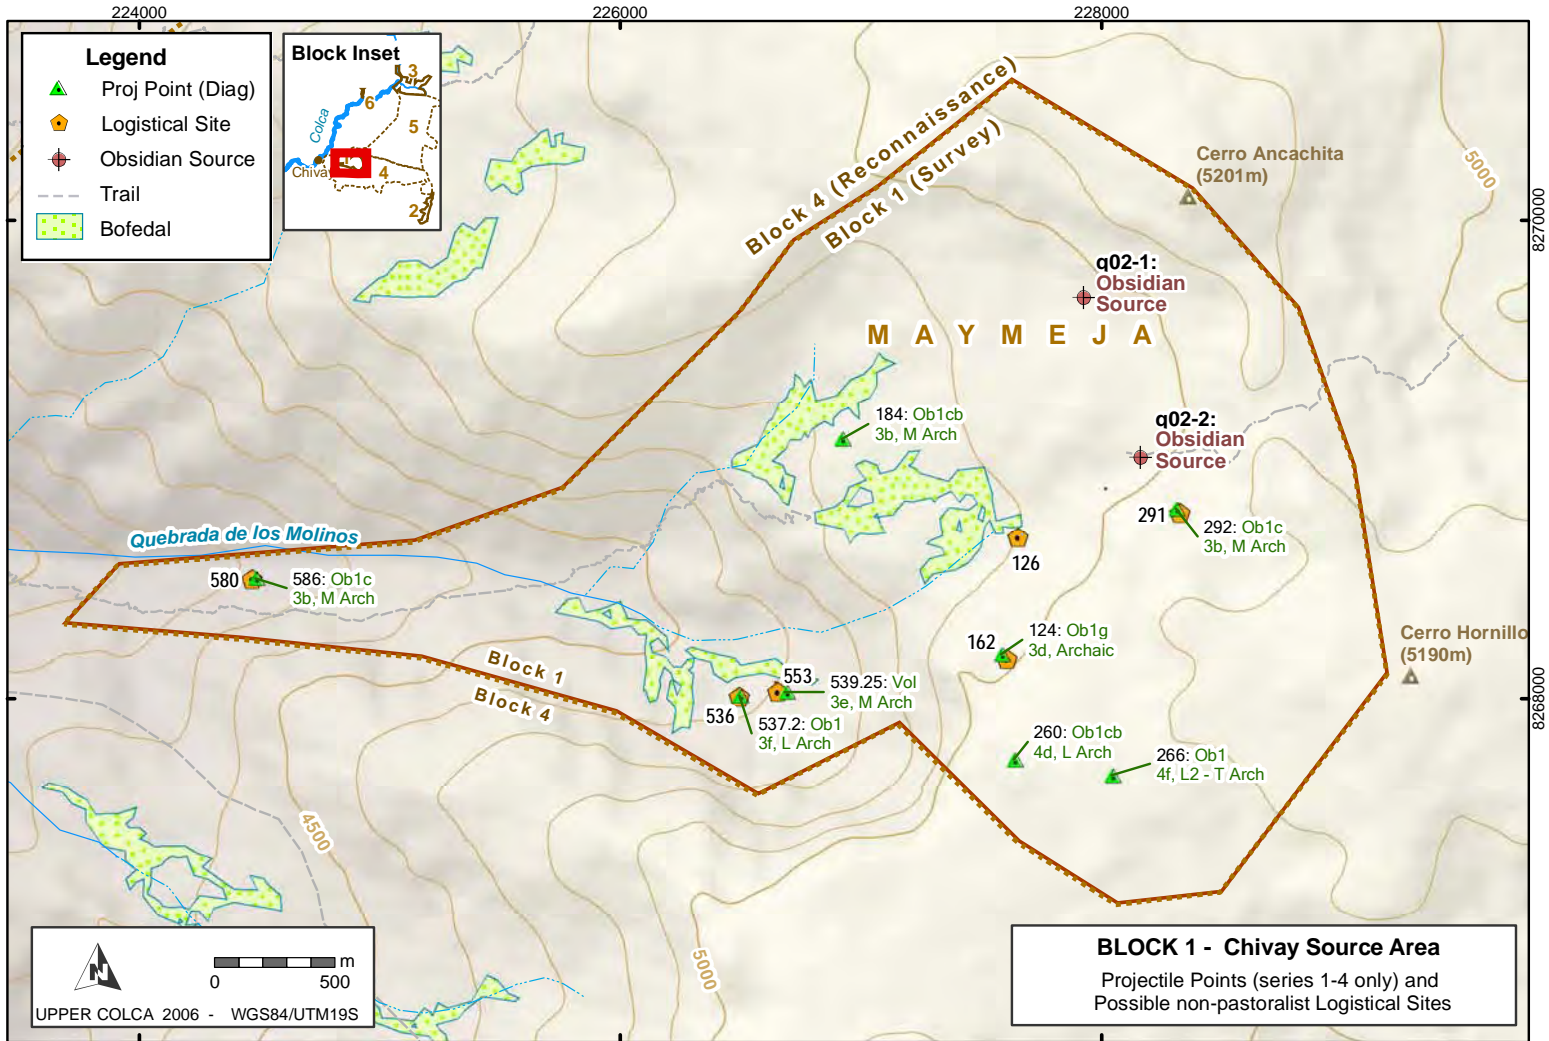 224000
226000
228000
Legend
Proj Point (Diag)
Logistical Site
Obsidian Source
Trail
Bofedal
Block Inset
3
6
5
Colca
1
Chivay
4
2
Block 4 (Reconnaissance)
Block 1 (Survey)
Cerro Ancachita
(5201m)
5000
8270000
q02-1:
Obsidian
Source
MAYMEJA
184: Ob1cb
3b, M Arch
q02-2:
Obsidian
Source
291
292: Ob1c
3b, M Arch
126
Quebrada de los Molinos
580
586: Ob1c
3b, M Arch
162
124: Ob1g
3d, Archaic
Cerro Hornillo
(5190m)
Block 1
Block 4
553
539.25: Vol
3e, M Arch
536
537.2: Ob1
3f, L Arch
8268000
260: Ob1cb
4d, L Arch
266: Ob1
4f, L2 - T Arch
4500
5000
N
m
0 500
UPPER COLCA 2006 - WGS84/UTM19S
BLOCK 1 - Chivay Source Area
Projectile Points (series 1-4 only) and
Possible non-pastoralist Logistical Sites